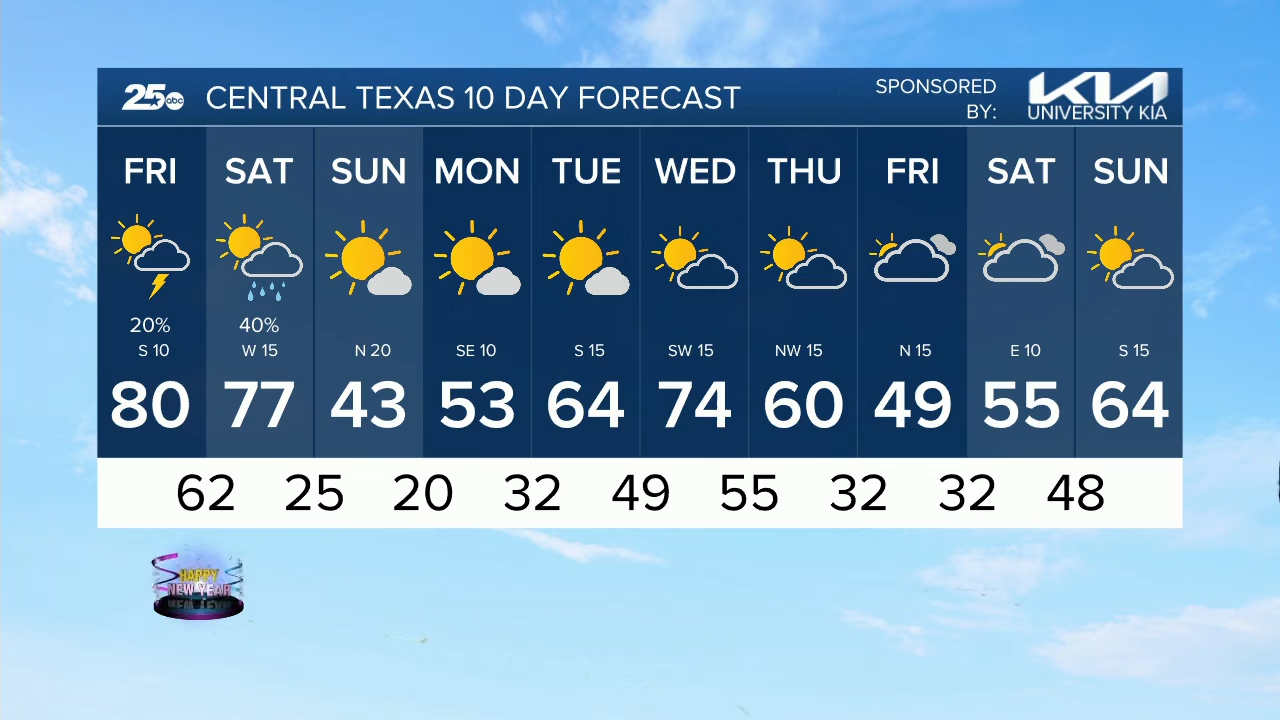 25 abc CENTRAL TEXAS 10 DAY FORECAST
SPONSORED BY:
KIA
UNIVERSITY KIA
FRI SAT SUN MON TUE WED THU FRI SAT SUN
20% 40%
S 10 W 15 N 20 SE 10 S 15 SW 15 NW 15 N 15 E 10 S 15
80 77 43 53 64 74 60 49 55 64
62 25 20 32 49 55 32 32 48
HAPPY
NEW YEAR